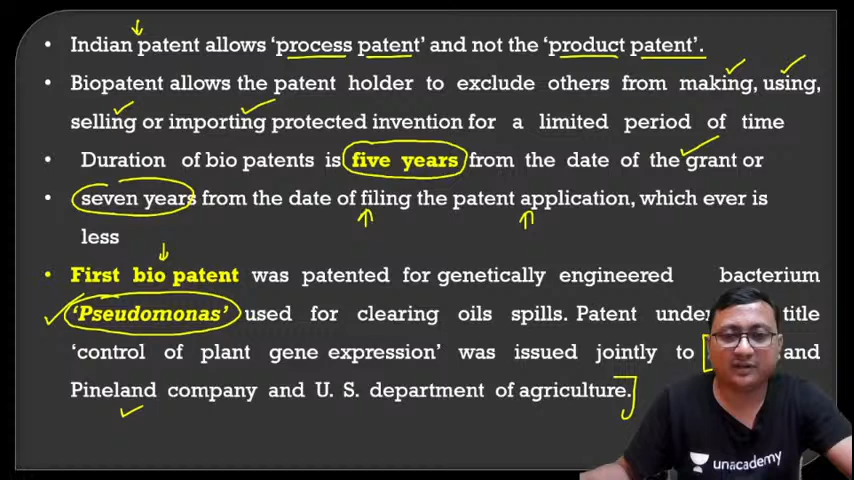 • Indian patent allows 'process patent' and not the 'product patent'.
• Biopatent allows the patent holder to exclude others from making, using,
selling or importing protected invention for a limited period of time
• Duration of bio patents is five years from the date of the grant or
• seven years from the date of filing the patent application, which ever is
less
• First bio patent was patented for genetically engineered bacterium
'Pseudomonas' used for clearing oils spills. Patent under title
'control of plant gene expression' was issued jointly to and
Pineland company and U. S. department of agriculture.
unacademy